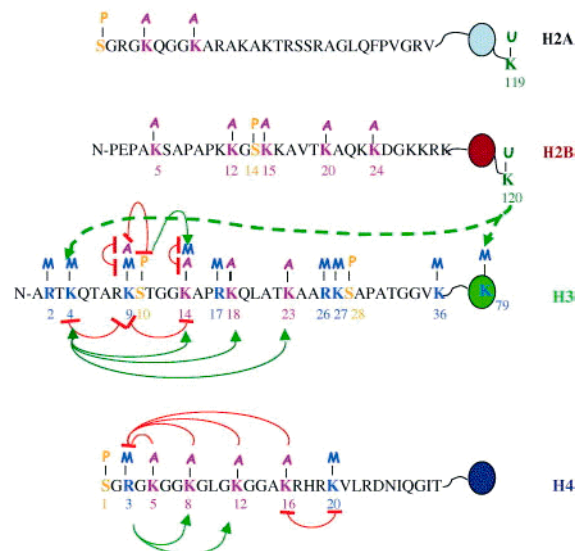 P A A
SGRGKQGGKARAKAKTRSSRAGLQFPVGRV H2A
U
K
119
A A P A A A
N-PEPAKSAPAPKKGSKKAVTKAQKKDGKKRK H2B
5 12 14 15 20 24
U
K
120
A M
M M M P A M A A M M P M M
N-ARTKQTARKSTGGKAPRKQLATKAARKSAPATGGVK K H3
2 4 9 10 14 17 18 23 26 27 28 36 79
P M A A A A M
SGRGKGGKGLGKGGAKRHRKVLRDNIQGIT H4
1 3 5 8 12 16 20